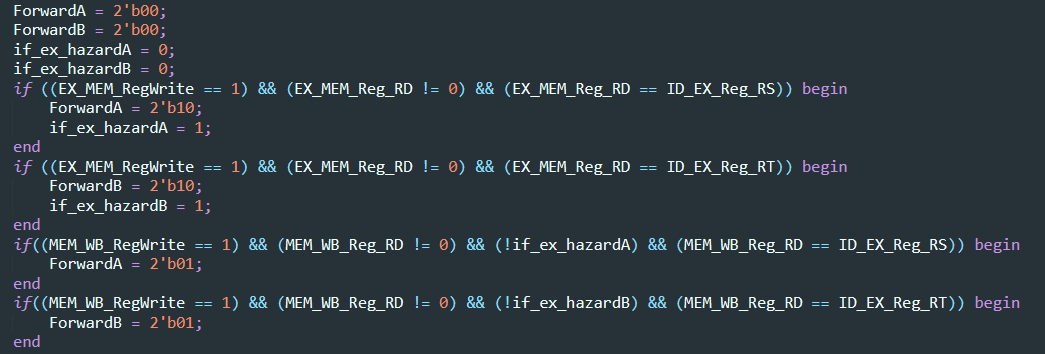 ForwardA = 2'b00;
ForwardB = 2'b00;
if_ex_hazardA = 0;
if_ex_hazardB = 0;
if ((EX_MEM_RegWrite == 1) && (EX_MEM_Reg_RD != 0) && (EX_MEM_Reg_RD == ID_EX_Reg_RS)) begin
    ForwardA = 2'b10;
    if_ex_hazardA = 1;
end
if ((EX_MEM_RegWrite == 1) && (EX_MEM_Reg_RD != 0) && (EX_MEM_Reg_RD == ID_EX_Reg_RT)) begin
    ForwardB = 2'b10;
    if_ex_hazardB = 1;
end
if((MEM_WB_RegWrite == 1) && (MEM_WB_Reg_RD != 0) && (!if_ex_hazardA) && (MEM_WB_Reg_RD == ID_EX_Reg_RS)) begin
    ForwardA = 2'b01;
end
if((MEM_WB_RegWrite == 1) && (MEM_WB_Reg_RD != 0) && (!if_ex_hazardB) && (MEM_WB_Reg_RD == ID_EX_Reg_RT)) begin
    ForwardB = 2'b01;
end